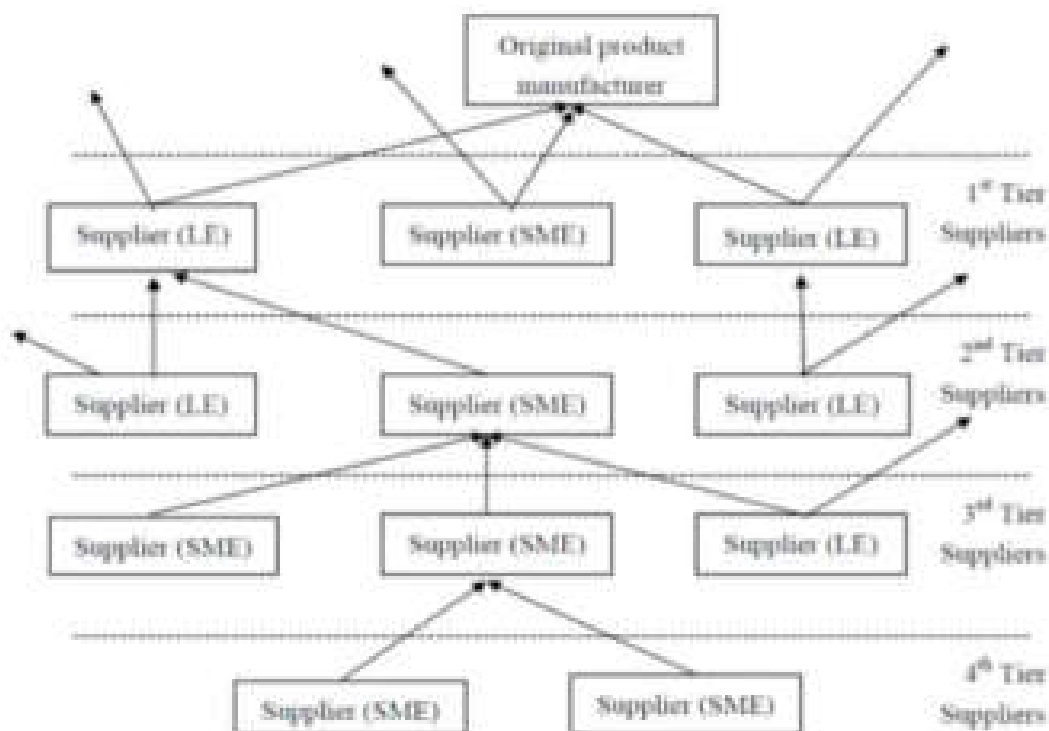 Original product
manufacturer
1st Tier
Suppliers
Supplier (LE)
Supplier (SME)
Supplier (LE)
2nd Tier
Suppliers
Supplier (LE)
Supplier (SME)
Supplier (LE)
3rd Tier
Suppliers
Supplier (SME)
Supplier (SME)
Supplier (LE)
4th Tier
Suppliers
Supplier (SME)
Supplier (SME)